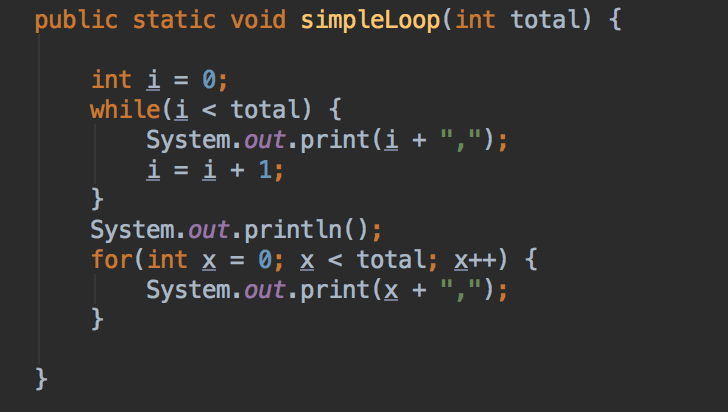 public static void simpleLoop(int total) {
int i = 0;
while(i < total) {
System.out.print(i + ",");
i = i + 1;
}
System.out.println();
for(int x = 0; x < total; x++) {
System.out.print(x + ",");
}
}